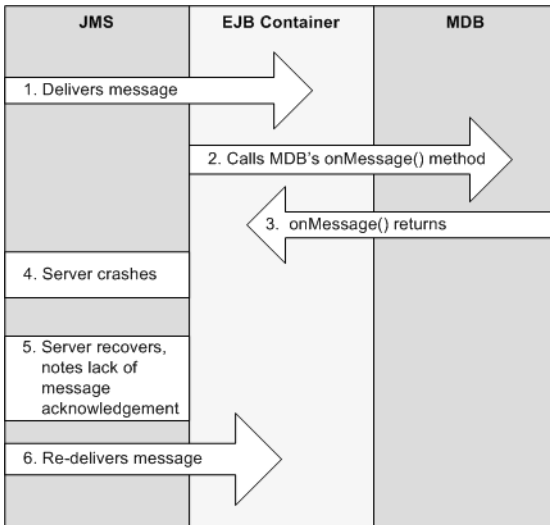 JMS EJB Container MDB
1. Delivers message
2. Calls MDB's onMessage() method
3. onMessage() returns
4. Server crashes
5. Server recovers,
notes lack of
message
acknowledgement
6. Re-delivers message